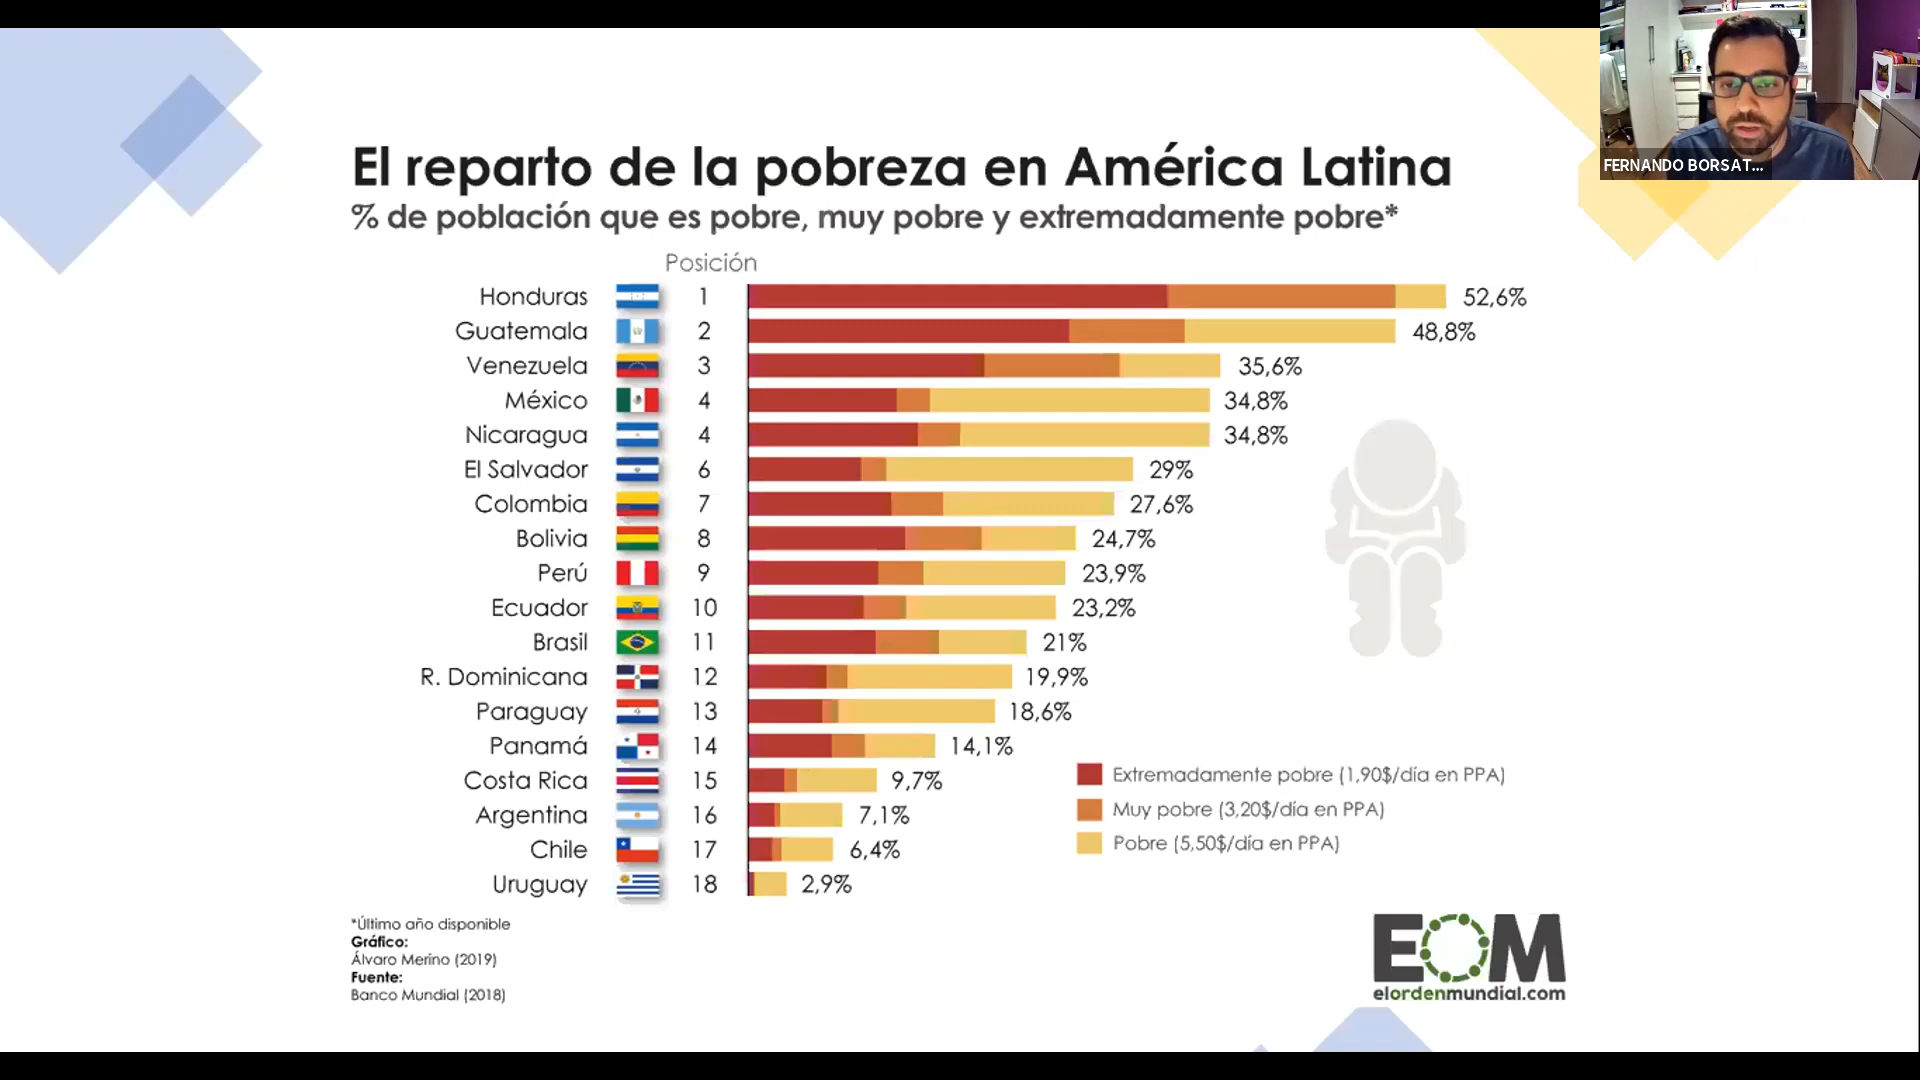 FERNANDO BORSAT...
El reparto de la pobreza en América Latina
% de población que es pobre, muy pobre y extremadamente pobre*
Posición
Honduras 1 52,6%
Guatemala 2 48,8%
Venezuela 3 35,6%
México 4 34,8%
Nicaragua 4 34,8%
El Salvador 6 29%
Colombia 7 27,6%
Bolivia 8 24,7%
Perú 9 23,9%
Ecuador 10 23,2%
Brasil 11 21%
R. Dominicana 12 19,9%
Paraguay 13 18,6%
Panamá 14 14,1%
Costa Rica 15 9,7%
Argentina 16 7,1%
Chile 17 6,4%
Uruguay 18 2,9%
Extremadamente pobre (1,90$/día en PPA)
Muy pobre (3,20$/día en PPA)
Pobre (5,50$/día en PPA)
*Último año disponible
Gráfico:
Álvaro Merino (2019)
Fuente:
Banco Mundial (2018)
EOM
elordenmundial.com